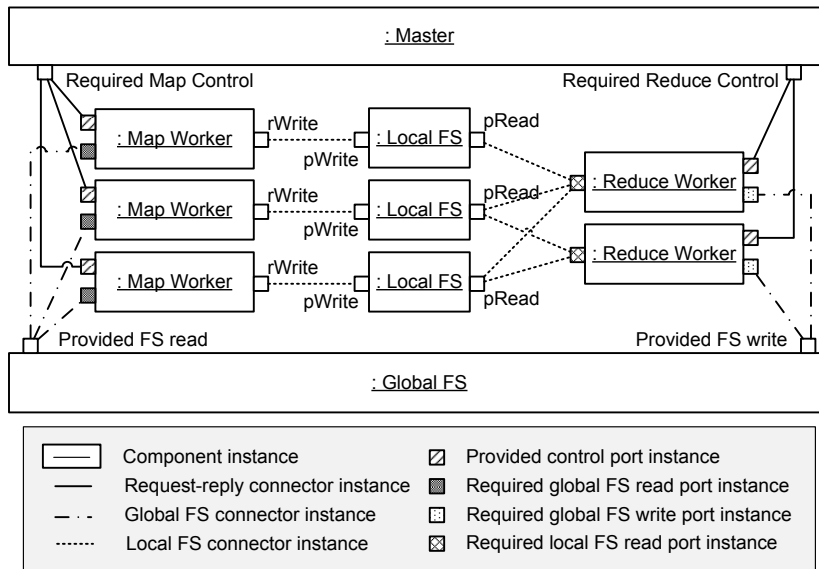 : Master
Required Map Control
Required Reduce Control
: Map Worker
rWrite
pWrite
: Local FS
pRead
: Map Worker
rWrite
pWrite
: Local FS
pRead
: Reduce Worker
: Map Worker
rWrite
pWrite
: Local FS
pRead
: Reduce Worker
Provided FS read
Provided FS write
: Global FS
Component instance
Request-reply connector instance
Global FS connector instance
Local FS connector instance
Provided control port instance
Required global FS read port instance
Required global FS write port instance
Required local FS read port instance